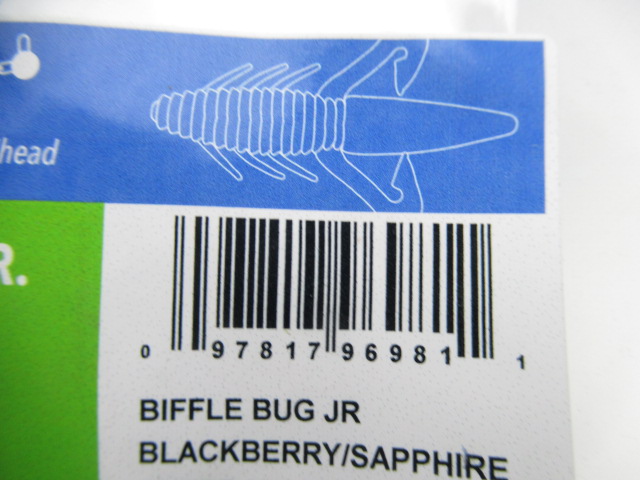 head
R.
0 97817 96981 1
BIFFLE BUG JR
BLACKBERRY/SAPPHIRE